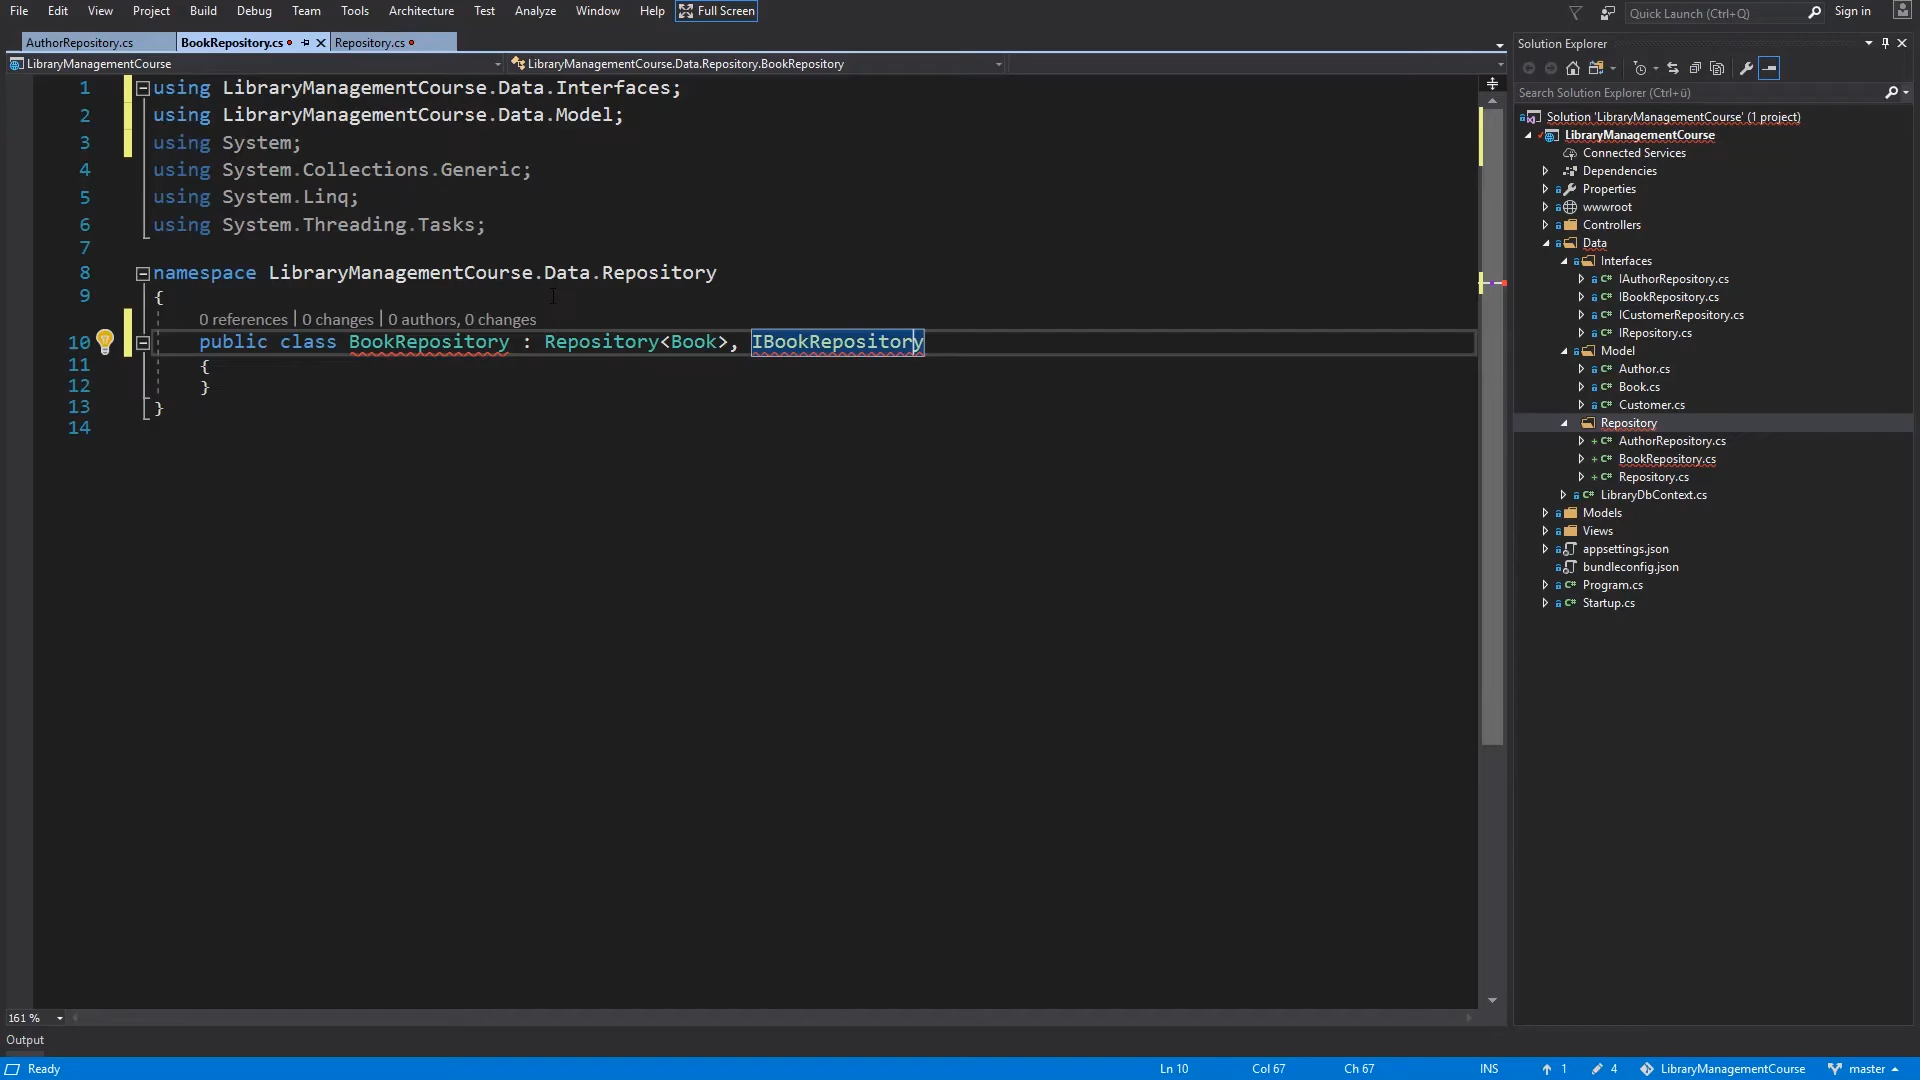 File Edit View Project Build Debug Team Tools Architecture Test Analyze Window Help Full Screen Quick Launch (Ctrl+Q) Sign in
AuthorRepository.cs BookRepository.cs Repository.cs
LibraryManagementCourse LibraryManagementCourse.Data.Repository.BookRepository
1 using LibraryManagementCourse.Data.Interfaces;
2 using LibraryManagementCourse.Data.Model;
3 using System;
4 using System.Collections.Generic;
5 using System.Linq;
6 using System.Threading.Tasks;
7
8 namespace LibraryManagementCourse.Data.Repository
9 {
0 references | 0 changes | 0 authors, 0 changes
10 public class BookRepository : Repository<Book>, IBookRepository
11 {
12 }
13 }
14
161 %
Output
Solution Explorer
Search Solution Explorer (Ctrl+ü)
Solution 'LibraryManagementCourse' (1 project)
LibraryManagementCourse
Connected Services
Dependencies
Properties
wwwroot
Controllers
Data
Interfaces
IAuthorRepository.cs
IBookRepository.cs
ICustomerRepository.cs
IRepository.cs
Model
Author.cs
Book.cs
Customer.cs
Repository
AuthorRepository.cs
BookRepository.cs
Repository.cs
LibraryDbContext.cs
Models
Views
appsettings.json
bundleconfig.json
Program.cs
Startup.cs
Ready Ln 10 Col 67 Ch 67 INS 1 4 LibraryManagementCourse master